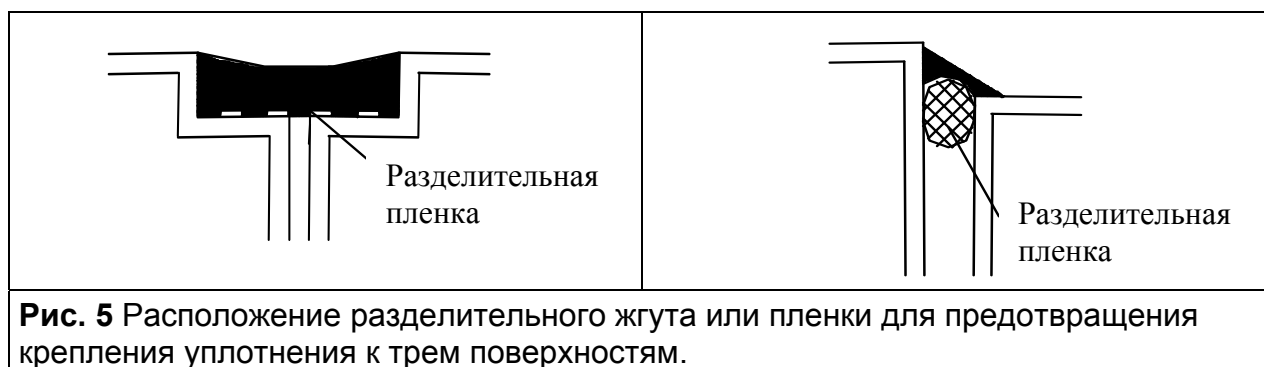 Разделительная
пленка
Разделительная
пленка
Рис. 5 Расположение разделительного жгута или пленки для предотвращения
крепления уплотнения к трем поверхностям.